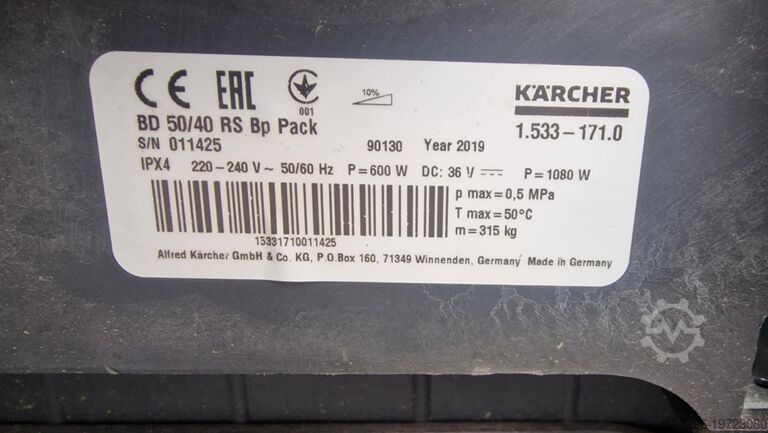 CE EAC 001 10% KÄRCHER
BD 50/40 RS Bp Pack 1.533-171.0
S/N 011425 90130 Year 2019
IPX4 220-240 V ~ 50/60 Hz P=600 W DC: 36 V P=1080 W
p max=0,5 MPa
T max=50°C
m=315 kg
15331710011425
Alfred Kärcher GmbH & Co. KG, P.O.Box 160, 71349 Winnenden, Germany Made in Germany